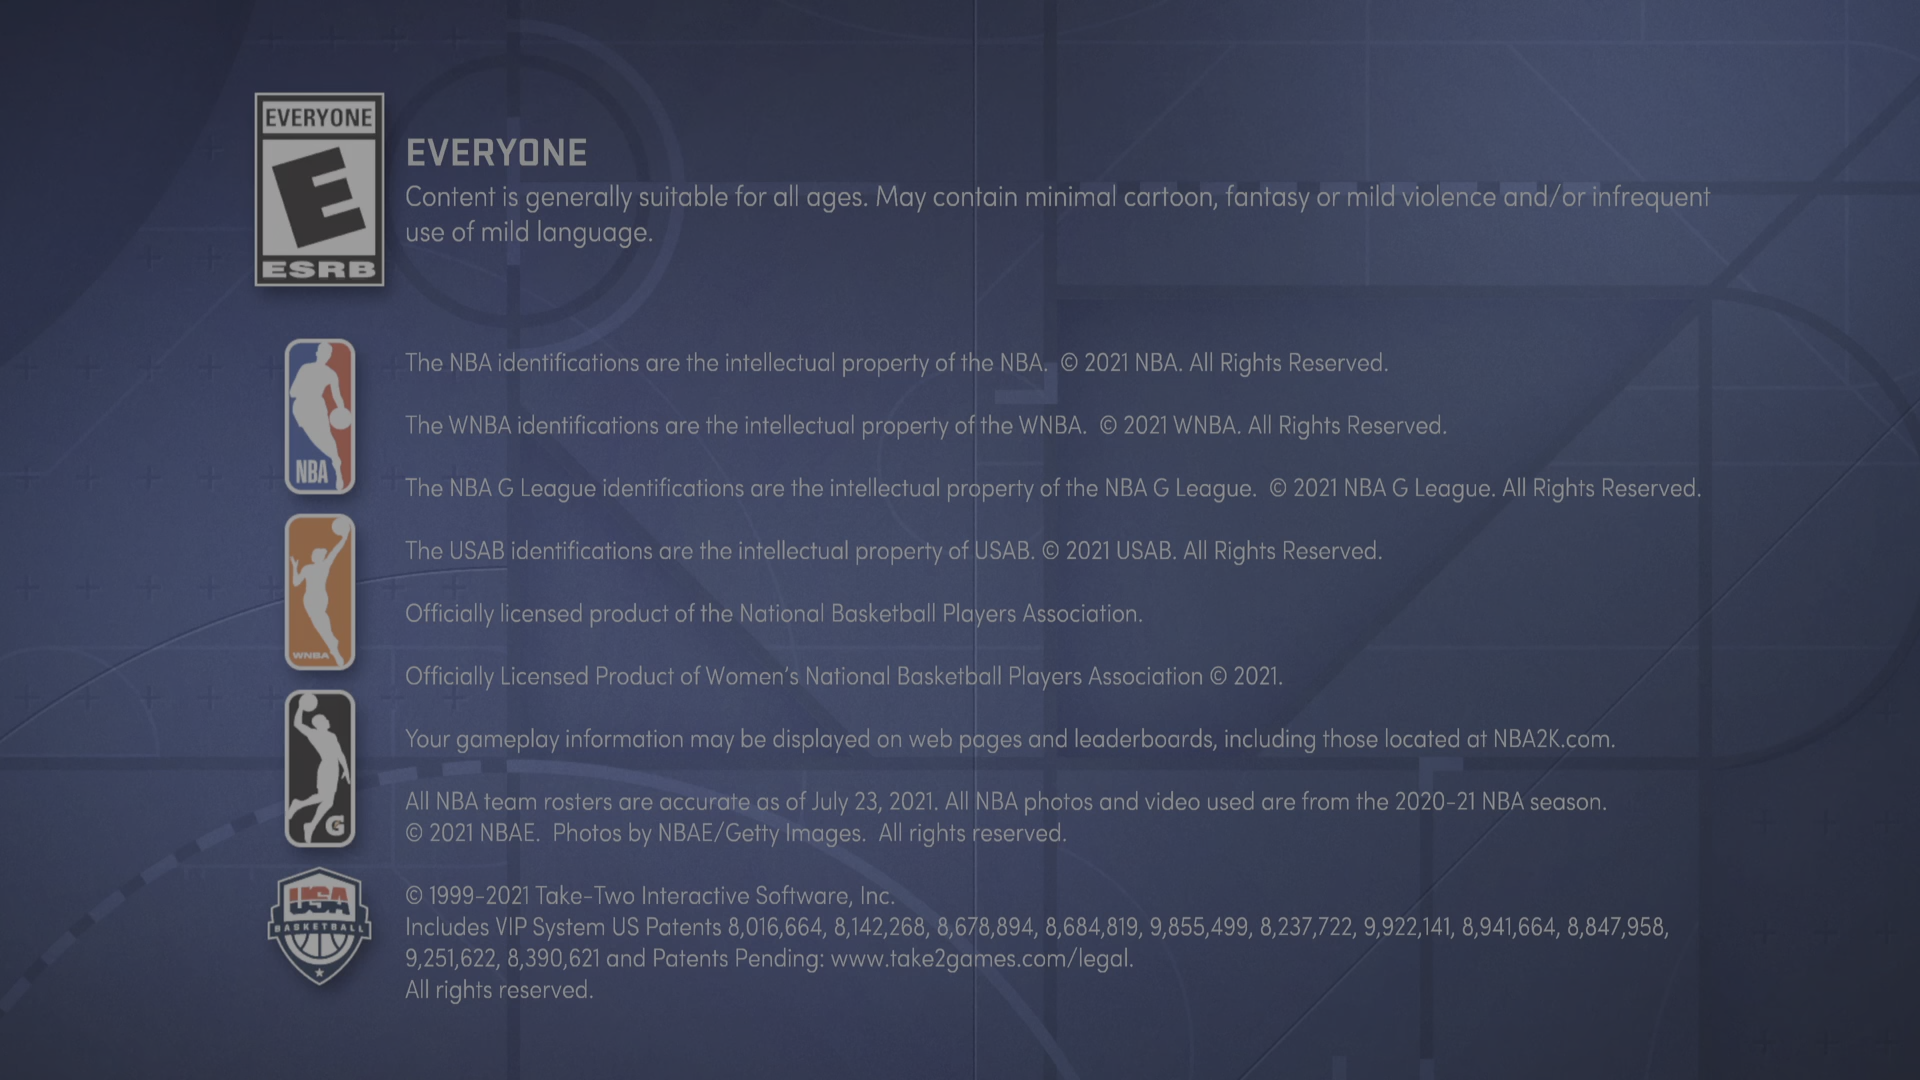 EVERYONE
E
ESRB
EVERYONE
Content is generally suitable for all ages. May contain minimal cartoon, fantasy or mild violence and/or infrequent
use of mild language.
NBA
The NBA identifications are the intellectual property of the NBA.  © 2021 NBA. All Rights Reserved.
The WNBA identifications are the intellectual property of the WNBA.  © 2021 WNBA. All Rights Reserved.
The NBA G League identifications are the intellectual property of the NBA G League.  © 2021 NBA G League. All Rights Reserved.
WNBA
The USAB identifications are the intellectual property of USAB. © 2021 USAB. All Rights Reserved.
Officially licensed product of the National Basketball Players Association.
Officially Licensed Product of Women's National Basketball Players Association © 2021.
G
Your gameplay information may be displayed on web pages and leaderboards, including those located at NBA2K.com.
All NBA team rosters are accurate as of July 23, 2021. All NBA photos and video used are from the 2020-21 NBA season.
© 2021 NBAE.  Photos by NBAE/Getty Images.  All rights reserved.
USA
BASKETBALL
© 1999-2021 Take-Two Interactive Software, Inc.
Includes VIP System US Patents 8,016,664, 8,142,268, 8,678,894, 8,684,819, 9,855,499, 8,237,722, 9,922,141, 8,941,664, 8,847,958,
9,251,622, 8,390,621 and Patents Pending: www.take2games.com/legal.
All rights reserved.